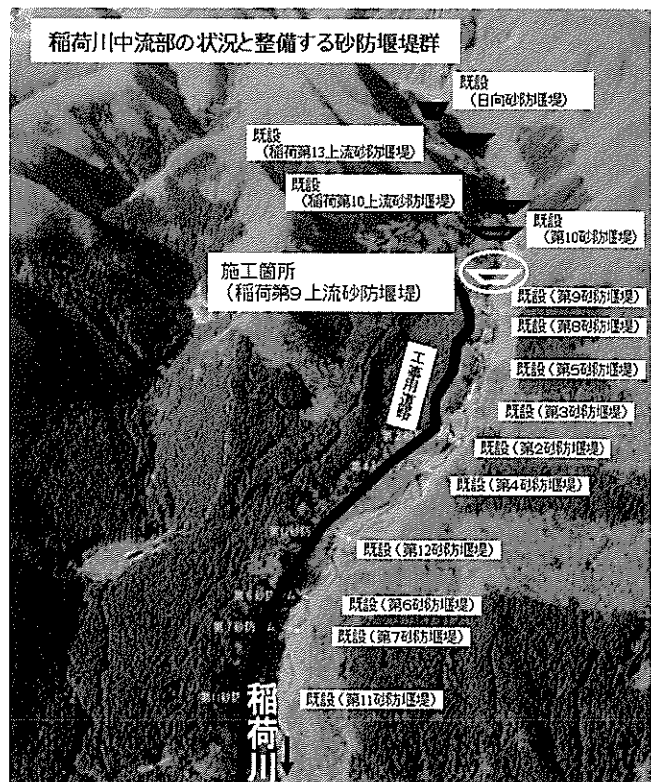 稲荷川中流部の状況と整備する砂防堰堤群
既設
（日向砂防堰堤）
既設
（稲荷第13上流砂防堰堤）
既設
（稲荷第10上流砂防堰堤）
既設
（第10砂防堰堤）
施工箇所
（稲荷第9上流砂防堰堤）
既設（第9砂防堰堤）
既設（第8砂防堰堤）
既設（第5砂防堰堤）
工事用道路
既設（第3砂防堰堤）
既設（第2砂防堰堤）
既設（第4砂防堰堤）
既設（第12砂防堰堤）
既設（第6砂防堰堤）
既設（第7砂防堰堤）
既設（第11砂防堰堤）
稲荷川